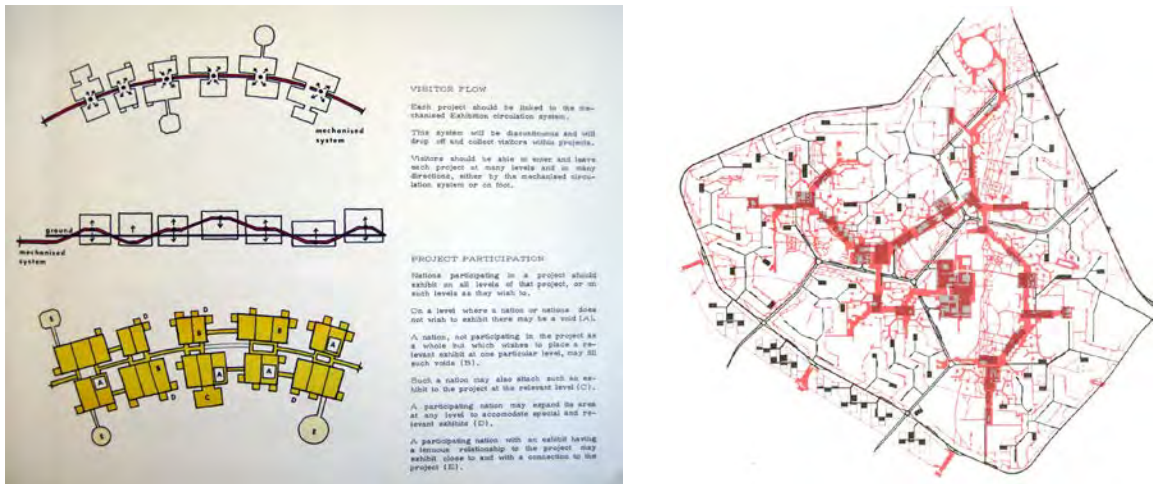 mechanised
system
ground
mechanised
system
E
D
D
B
B
A
A
B
A
A
D
C
D
E
E
VISITOR FLOW
Each project should be linked to the me-
chanised Exhibition circulation system.
This system will be discontinuous and will
drop off and collect visitors within projects.
Visitors should be able to enter and leave
each project at many levels and in many
directions, either by the mechanised circu-
lation system or on foot.
PROJECT PARTICIPATION
Nations participating in a project should
exhibit on all levels of that project, or on
such levels as they wish to.
On a level where a nation or nations does
not wish to exhibit there may be a void (A).
A nation, not participating in the project as
a whole but which wishes to place a re-
levant exhibit at one particular level, may fill
such voids (B).
Such a nation may also attach such an ex-
hibit to the project at the relevant level (C).
A participating nation may expand its area
at any level to accomodate special and re-
levant exhibits (D).
A participating nation with an exhibit having
a tenuous relationship to the project may
exhibit close to and with a connection to the
project (E).